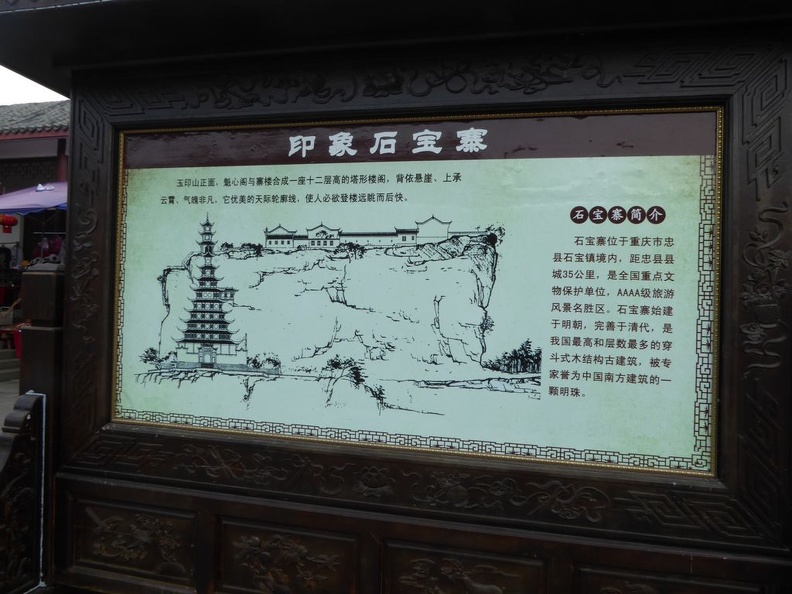 印象石宝寨
玉印山正面，魁心阁与寨楼合成一座十二层高的塔形楼阁，背依悬崖、上承
云霄、气魄非凡，它优美的天际轮廓线，使人必欲登楼远眺而后快。
石宝寨简介
石宝寨位于重庆市忠
县石宝镇境内，距忠县县
城35公里，是全国重点文
物保护单位，AAAA级旅游
风景名胜区。石宝寨始建
于明朝，完善于清代，是
我国最高和层数最多的穿
斗式木结构古建筑，被专
家誉为中国南方建筑的一
颗明珠。